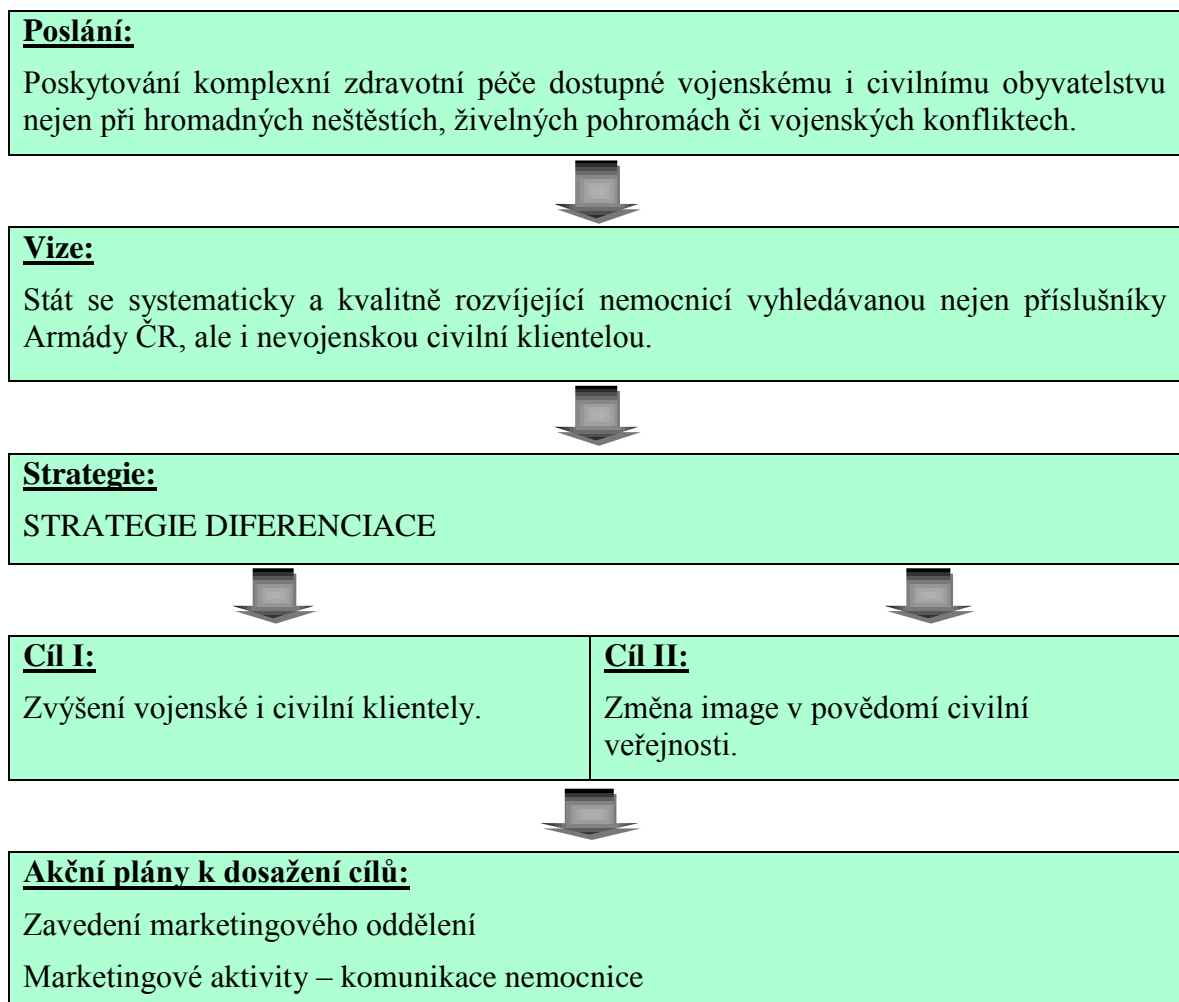 Poslání:
Poskytování komplexní zdravotní péče dostupné vojenskému i civilnímu obyvatelstvu
nejen při hromadných neštěstích, živelných pohromách či vojenských konfliktech.
Vize:
Stát se systematicky a kvalitně rozvíjející nemocnicí vyhledávanou nejen příslušníky
Armády ČR, ale i nevojenskou civilní klientelou.
Strategie:
STRATEGIE DIFERENCIACE
Cíl I:
Zvýšení vojenské i civilní klientely.
Cíl II:
Změna image v povědomí civilní
veřejnosti.
Akční plány k dosažení cílů:
Zavedení marketingového oddělení
Marketingové aktivity – komunikace nemocnice